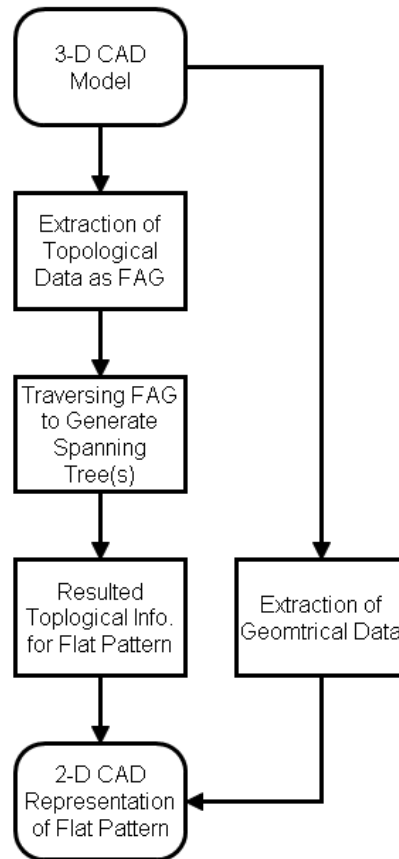 3-D CAD
Model
Extraction of
Topological
Data as FAG
Traversing FAG
to Generate
Spanning
Tree(s)
Resulted
Toplogical Info.
for Flat Pattern
Extraction of
Geomtrical Data
2-D CAD
Representation
of Flat Pattern